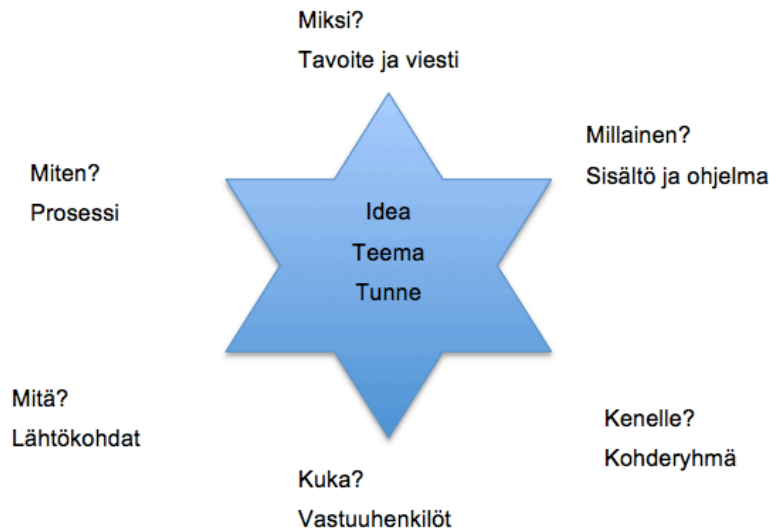 Miksi?
Tavoite ja viesti
Millainen?
Sisältö ja ohjelma
Miten?
Prosessi
Idea
Teema
Tunne
Mitä?
Lähtökohdat
Kenelle?
Kohderyhmä
Kuka?
Vastuuhenkilöt